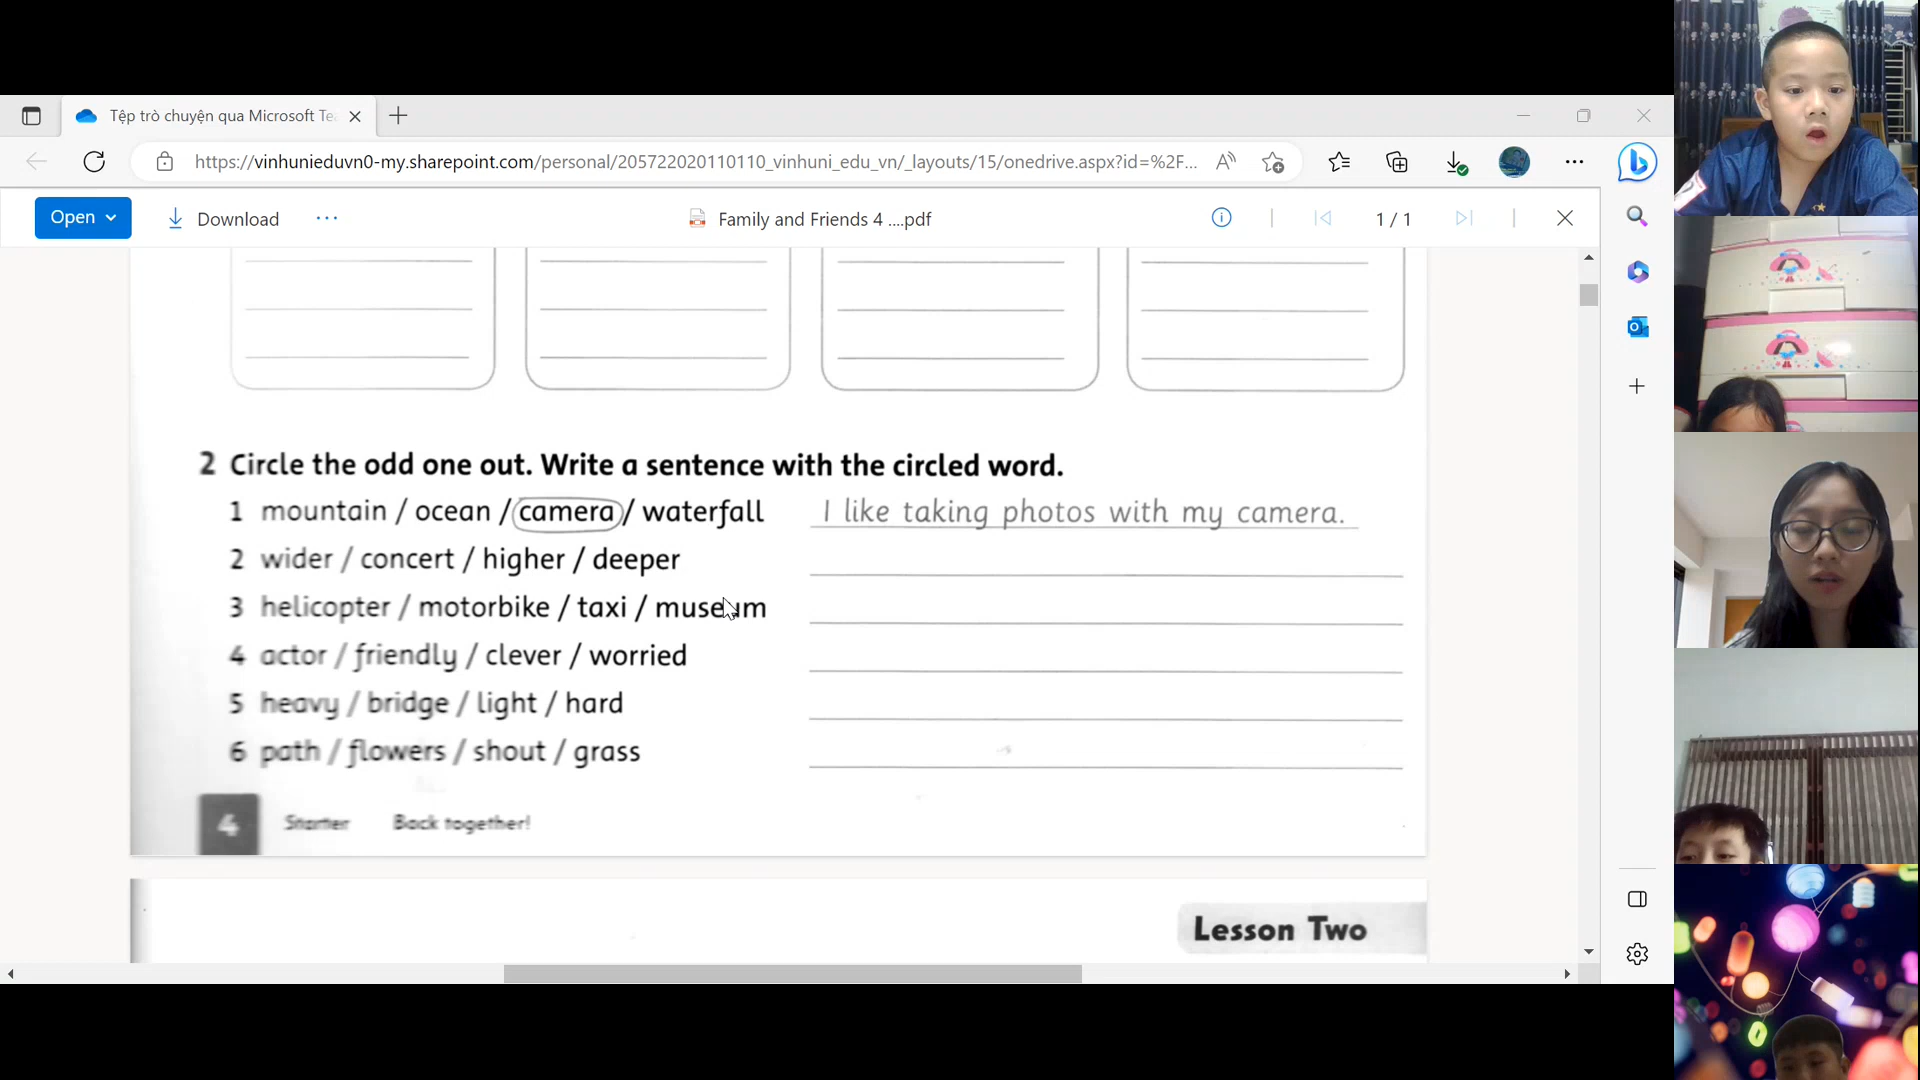 Tệp trò chuyện qua Microsoft Te
https://vinhunieduvn0-my.sharepoint.com/personal/205722020110110_vinhuni_edu_vn/_layouts/15/onedrive.aspx?id=%2F...
Open
Download
Family and Friends 4 ....pdf
1 / 1
2 Circle the odd one out. Write a sentence with the circled word.
1 mountain / ocean / camera / waterfall I like taking photos with my camera.
2 wider / concert / higher / deeper
3 helicopter / motorbike / taxi / museum
4 actor / friendly / clever / worried
5 heavy / bridge / light / hard
6 path / flowers / shout / grass
4 Starter Back together!
Lesson Two